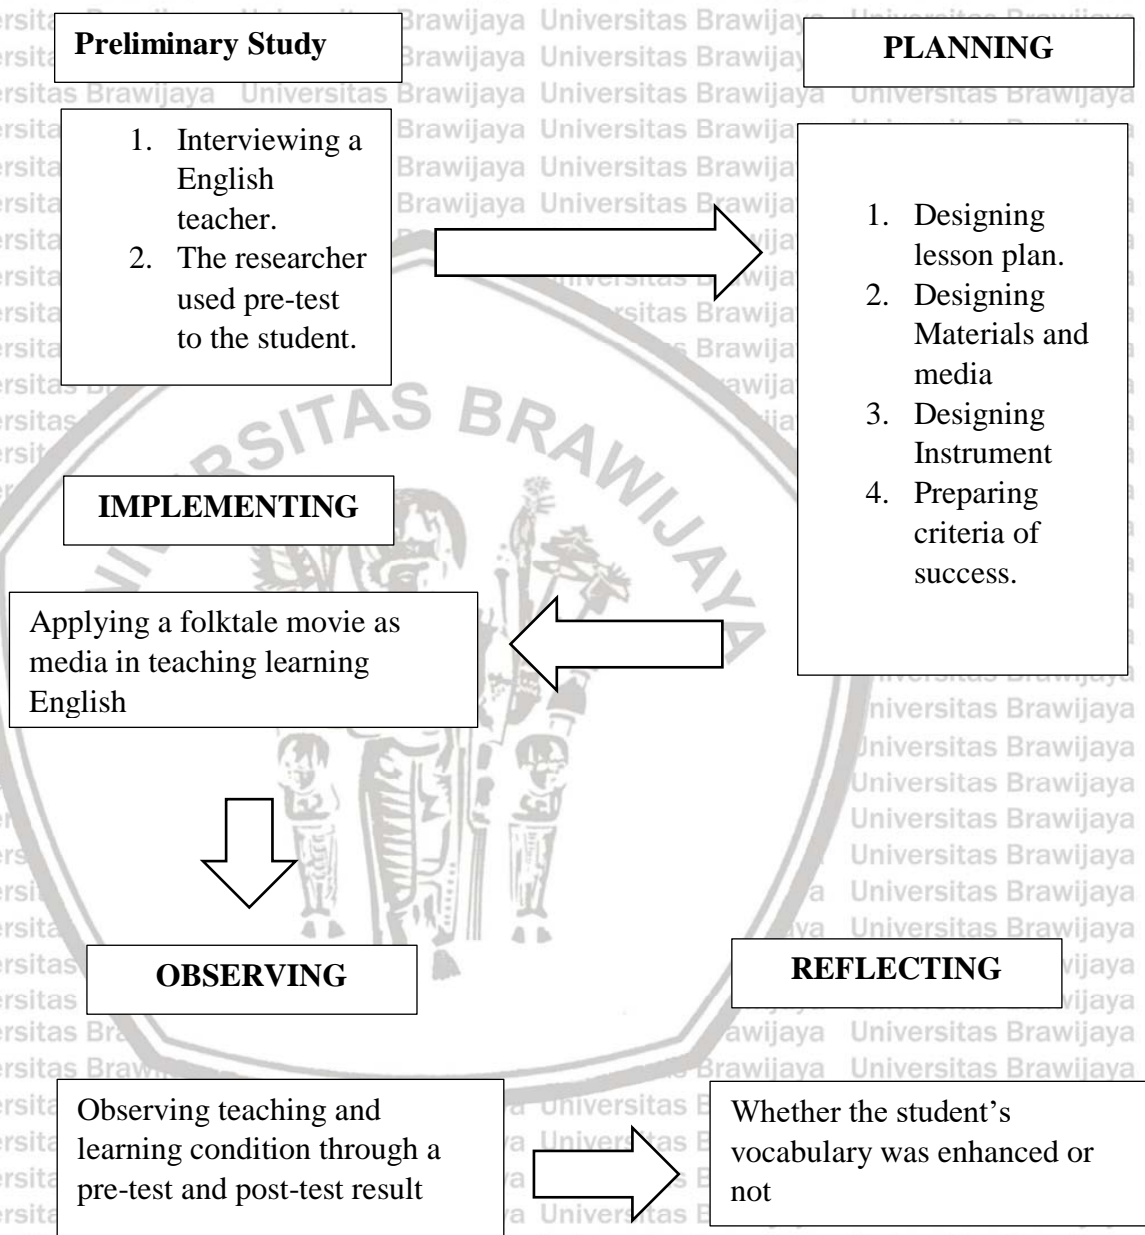 Preliminary Study
1. Interviewing a
English
teacher.
2. The researcher
used pre-test
to the student.
PLANNING
1. Designing
lesson plan.
2. Designing
Materials and
media
3. Designing
Instrument
4. Preparing
criteria of
success.
IMPLEMENTING
Applying a folktale movie as
media in teaching learning
English
OBSERVING
Observing teaching and
learning condition through a
pre-test and post-test result
REFLECTING
Whether the student’s
vocabulary was enhanced or
not
UNIVERSITAS BRAWIJAYA